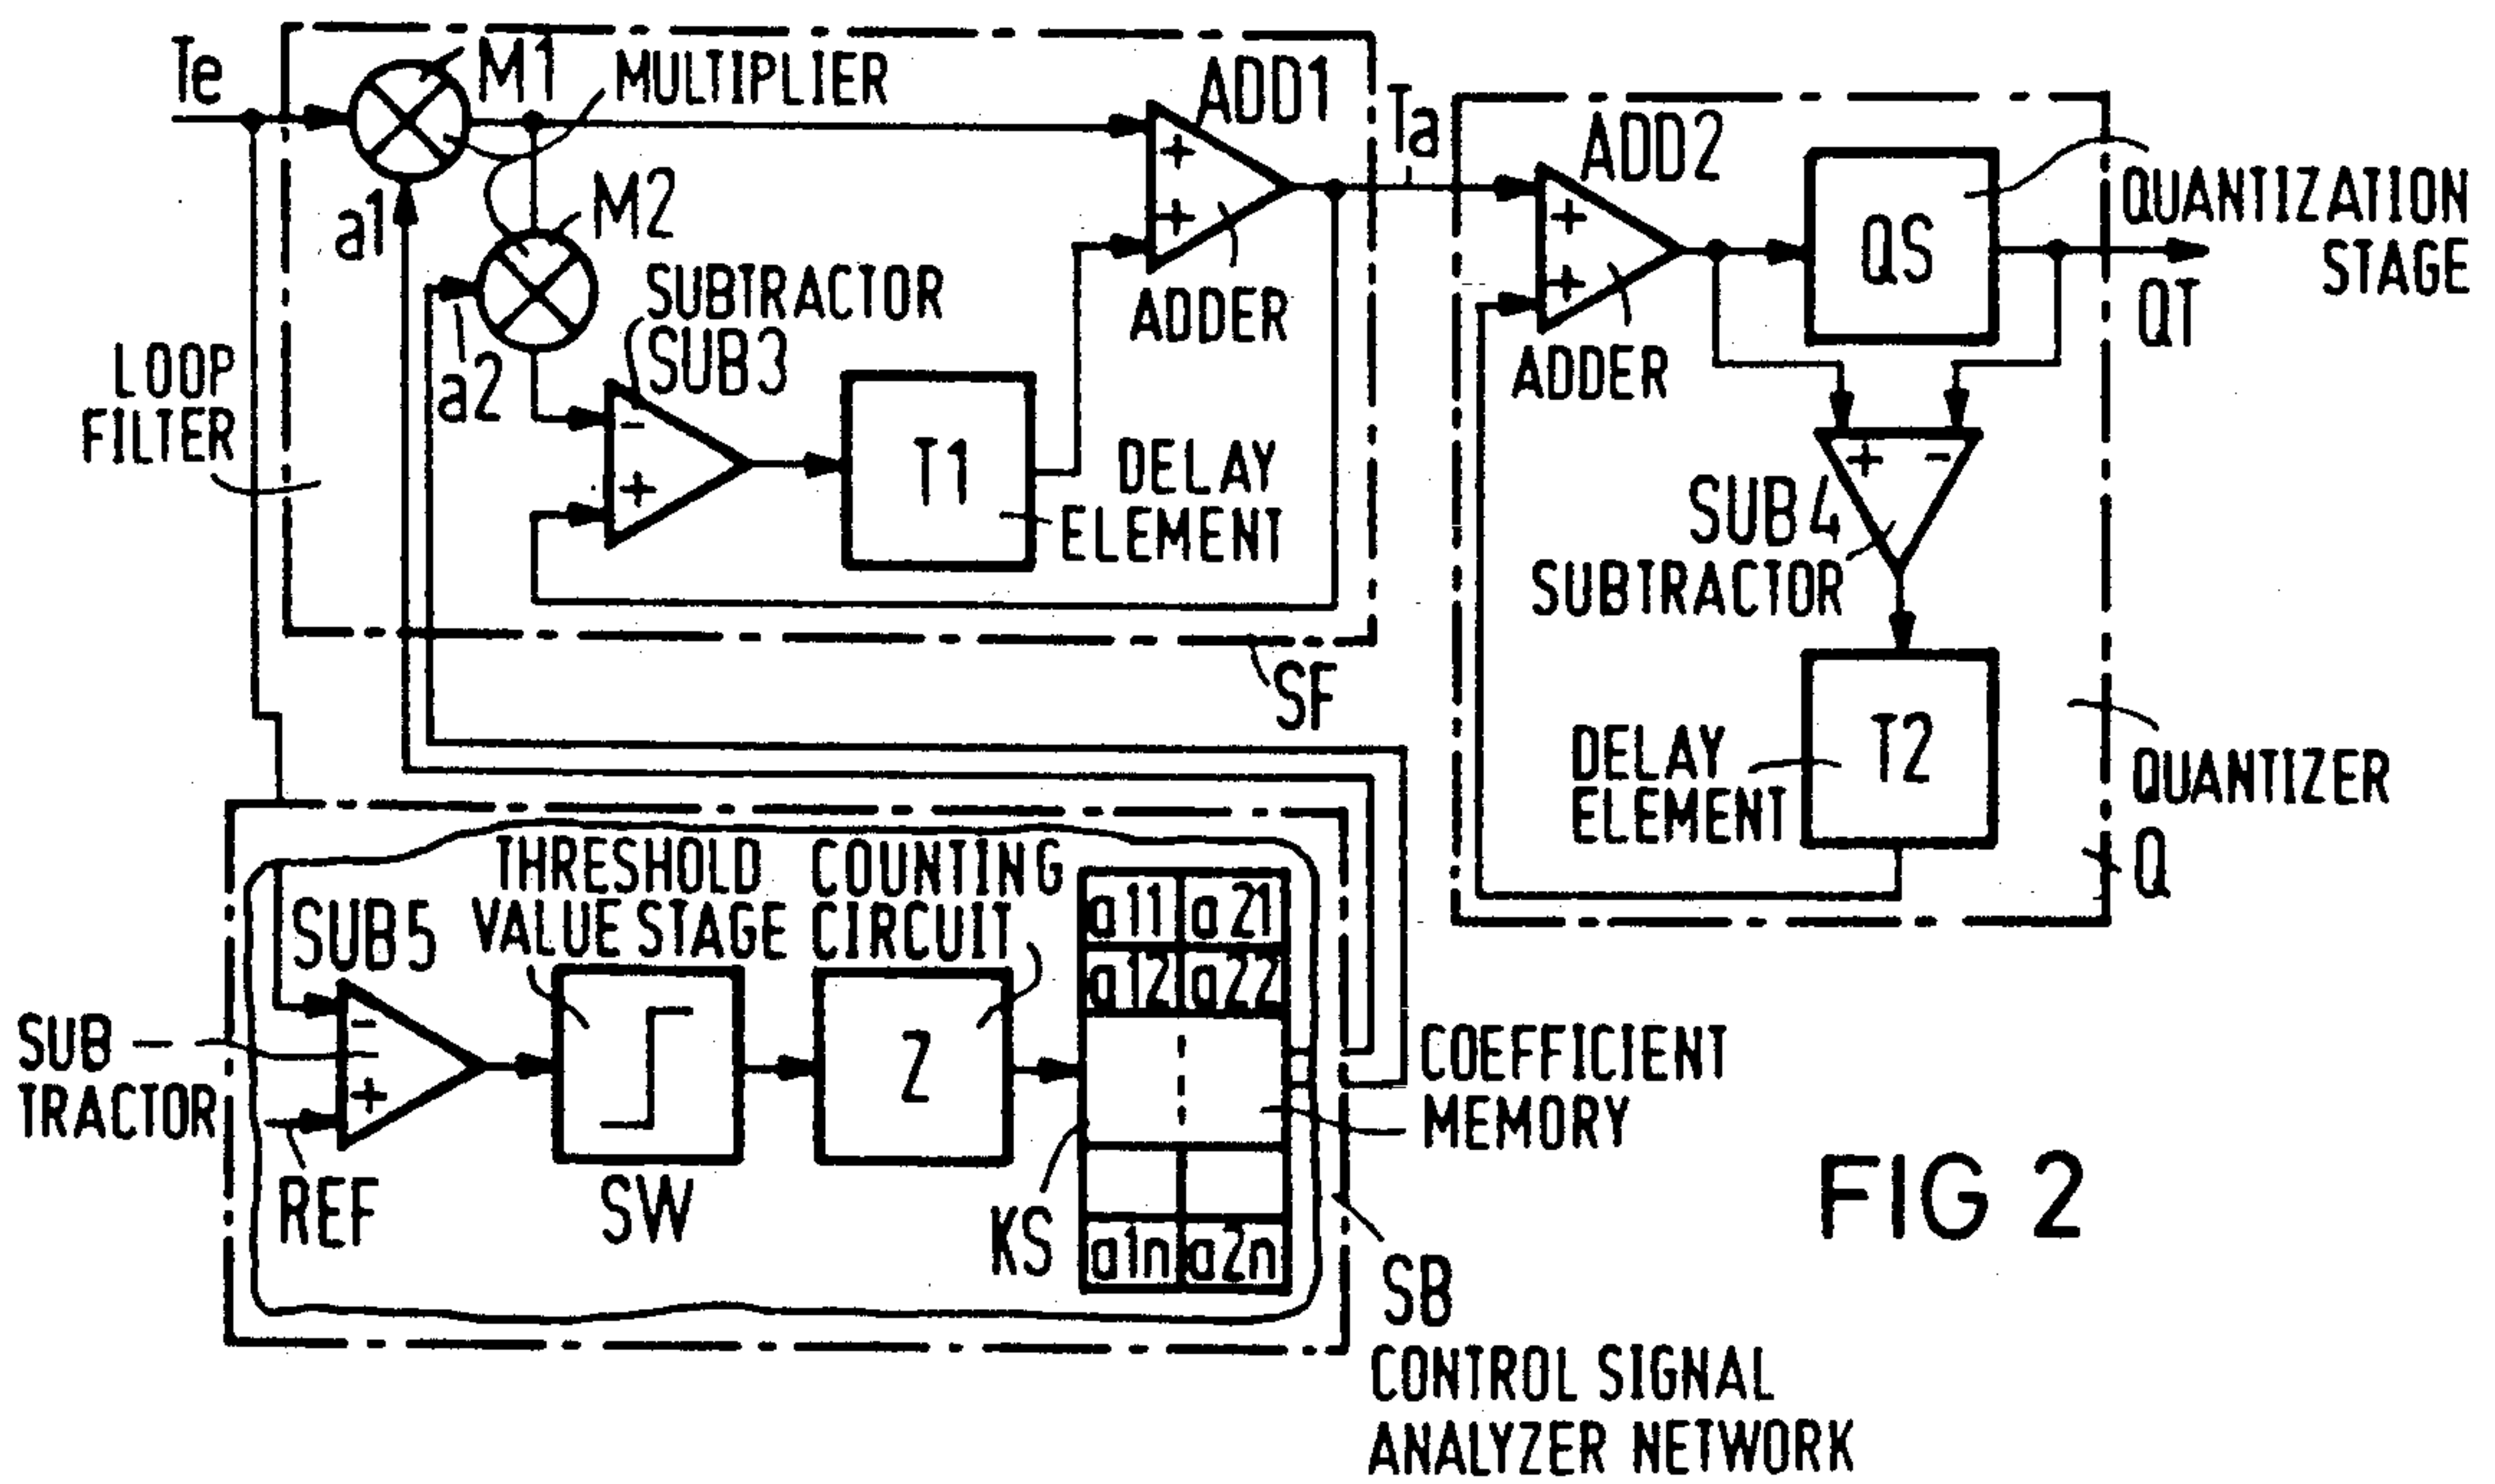 Te
M1
MULTIPLIER
ADD1
+
+
ADDER
Ta
a1
M2
a2
SUBTRACTOR
SUB3
-
+
T1
DELAY
ELEMENT
LOOP
FILTER
SF
ADD2
+
+
ADDER
QS
QUANTIZATION
STAGE
QT
+ -
SUB4
SUBTRACTOR
T2
DELAY
ELEMENT
QUANTIZER
Q
THRESHOLD
VALUE STAGE
COUNTING
CIRCUIT
SUB5
-
+
SUB-
TRACTOR
REF
SW
Z
KS
a11 a21
a12 a22
a1n a2n
COEFFICIENT
MEMORY
SB
CONTROL SIGNAL
ANALYZER NETWORK
FIG 2